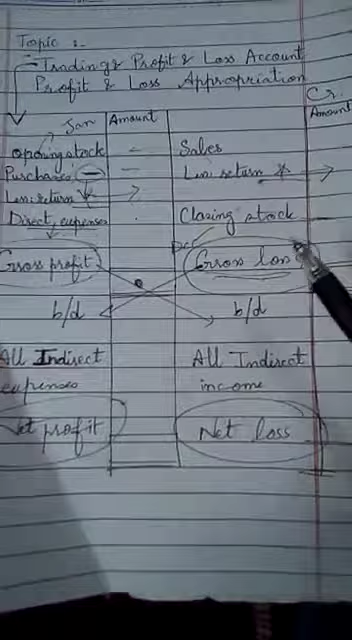 Topic :-
Trading & Profit & Loss Account
Profit & Loss Appropriation
Cr.
Amount Amount
Opening stock - Sales
Purchases - Less: return
Less: return
Direct expenses Closing stock
Gross profit Gross loss
b/d b/d
All Indirect All Indirect
expenses income
Net profit Net loss